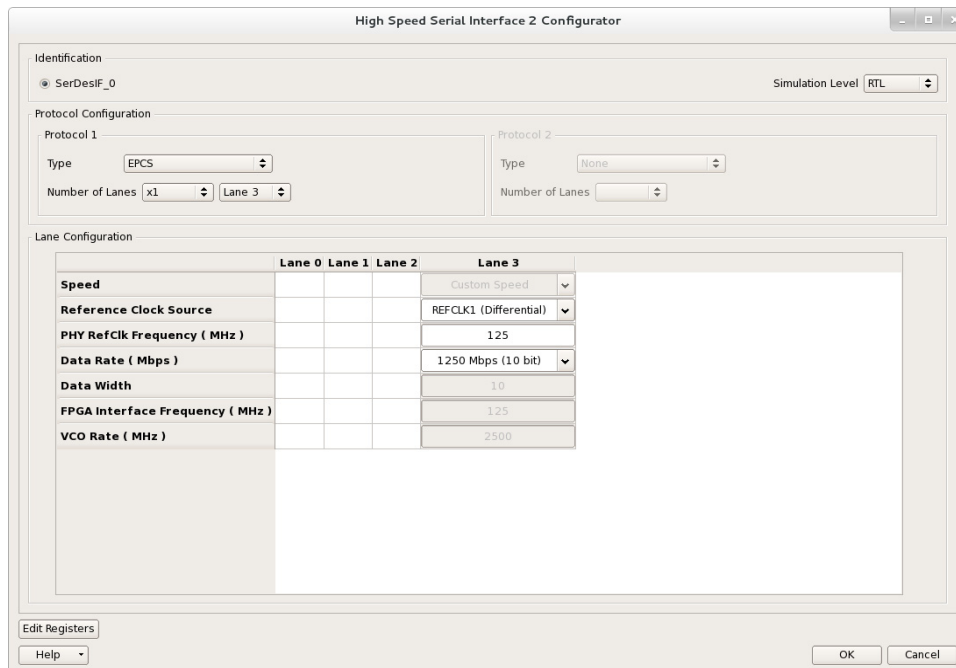 High Speed Serial Interface 2 Configurator
Identification
SerDesIF_0
Simulation Level RTL
Protocol Configuration
Protocol 1
Protocol 2
Type EPCS
Type None
Number of Lanes x1 Lane 3
Number of Lanes
Lane Configuration
Lane 0 Lane 1 Lane 2 Lane 3
Speed Custom Speed
Reference Clock Source REFCLK1 (Differential)
PHY RefClk Frequency ( MHz ) 125
Data Rate ( Mbps ) 1250 Mbps (10 bit)
Data Width 10
FPGA Interface Frequency ( MHz ) 125
VCO Rate ( MHz ) 2500
Edit Registers
Help OK Cancel